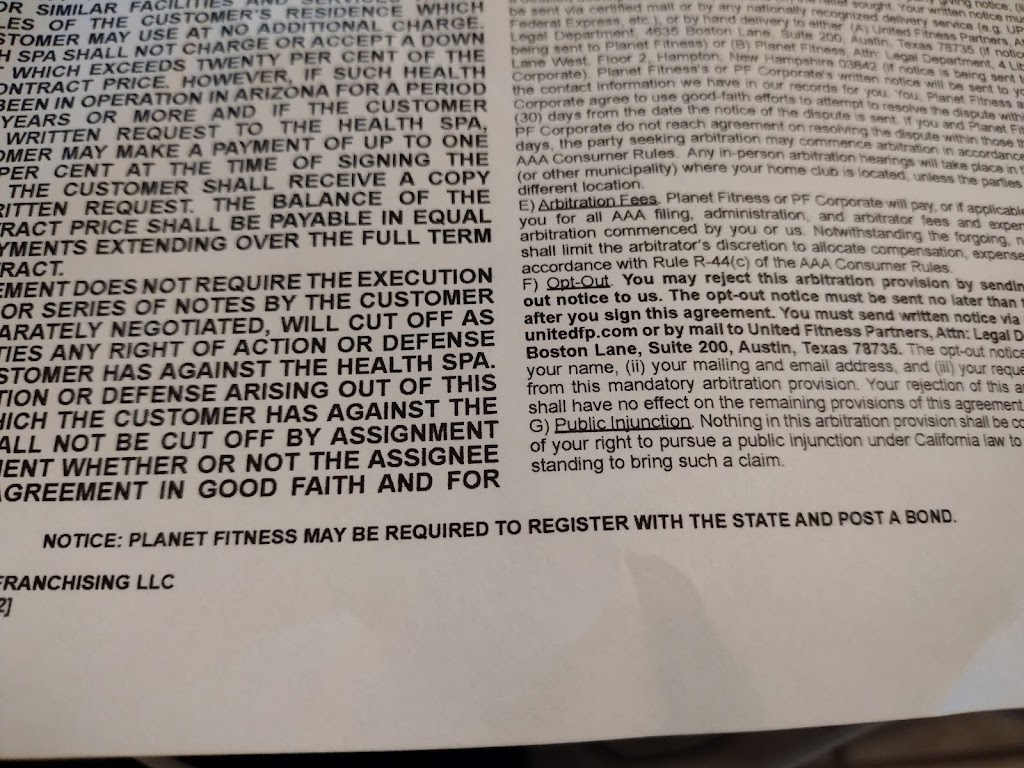 OR SIMILAR FACILITIES AND SERVICES
LES OF THE CUSTOMER'S RESIDENCE WHICH
STOMER MAY USE AT NO ADDITIONAL CHARGE.
H SPA SHALL NOT CHARGE OR ACCEPT A DOWN
T WHICH EXCEEDS TWENTY PER CENT OF THE
ONTRACT PRICE. HOWEVER, IF SUCH HEALTH
BEEN IN OPERATION IN ARIZONA FOR A PERIOD
YEARS OR MORE AND IF THE CUSTOMER
WRITTEN REQUEST TO THE HEALTH SPA,
OMER MAY MAKE A PAYMENT OF UP TO ONE
PER CENT AT THE TIME OF SIGNING THE
THE CUSTOMER SHALL RECEIVE A COPY
RITTEN REQUEST. THE BALANCE OF THE
RACT PRICE SHALL BE PAYABLE IN EQUAL
YMENTS EXTENDING OVER THE FULL TERM
RACT.
EMENT DOES NOT REQUIRE THE EXECUTION
OR SERIES OF NOTES BY THE CUSTOMER
ARATELY NEGOTIATED, WILL CUT OFF AS
TIES ANY RIGHT OF ACTION OR DEFENSE
STOMER HAS AGAINST THE HEALTH SPA.
TION OR DEFENSE ARISING OUT OF THIS
HICH THE CUSTOMER HAS AGAINST THE
ALL NOT BE CUT OFF BY ASSIGNMENT
MENT WHETHER OR NOT THE ASSIGNEE
AGREEMENT IN GOOD FAITH AND FOR
be sent via certified mail or by any nationally recognized delivery service (e.g. UP
Federal Express, etc.), or by hand delivery to either (A) United Fitness Partners, A
Legal Department, 4635 Boston Lane, Suite 200, Austin, Texas 78735 (if notic
being sent to Planet Fitness) or (B) Planet Fitness, Attn: Legal Department, 4 Lib
Lane West, Floor 2, Hampton, New Hampshire 03842 (if notice is being sent to
Corporate). Planet Fitness's or PF Corporate's written notice will be sent to yo
the contact information we have in our records for you. You, Planet Fitness a
Corporate agree to use good-faith efforts to attempt to resolve the dispute with
(30) days from the date the notice of the dispute is sent. If you and Planet Fit
PF Corporate do not reach agreement on resolving the dispute within those th
days, the party seeking arbitration may commence arbitration in accordance
AAA Consumer Rules. Any in-person arbitration hearings will take place in t
(or other municipality) where your home club is located, unless the parties
different location.
E) Arbitration Fees. Planet Fitness or PF Corporate will pay, or if applicable
you for all AAA filing, administration, and arbitrator fees and expen
arbitration commenced by you or us. Notwithstanding the forgoing, n
shall limit the arbitrator's discretion to allocate compensation, expense
accordance with Rule R-44(c) of the AAA Consumer Rules.
F) Opt-Out. You may reject this arbitration provision by sendin
out notice to us. The opt-out notice must be sent no later than
after you sign this agreement. You must send written notice via
unitedfp.com or by mail to United Fitness Partners, Attn: Legal D
Boston Lane, Suite 200, Austin, Texas 78735. The opt-out notice
your name, (ii) your mailing and email address, and (iii) your reque
from this mandatory arbitration provision. Your rejection of this a
shall have no effect on the remaining provisions of this agreement
G) Public Injunction. Nothing in this arbitration provision shall be co
of your right to pursue a public injunction under California law to
standing to bring such a claim.
NOTICE: PLANET FITNESS MAY BE REQUIRED TO REGISTER WITH THE STATE AND POST A BOND.
FRANCHISING LLC
2]